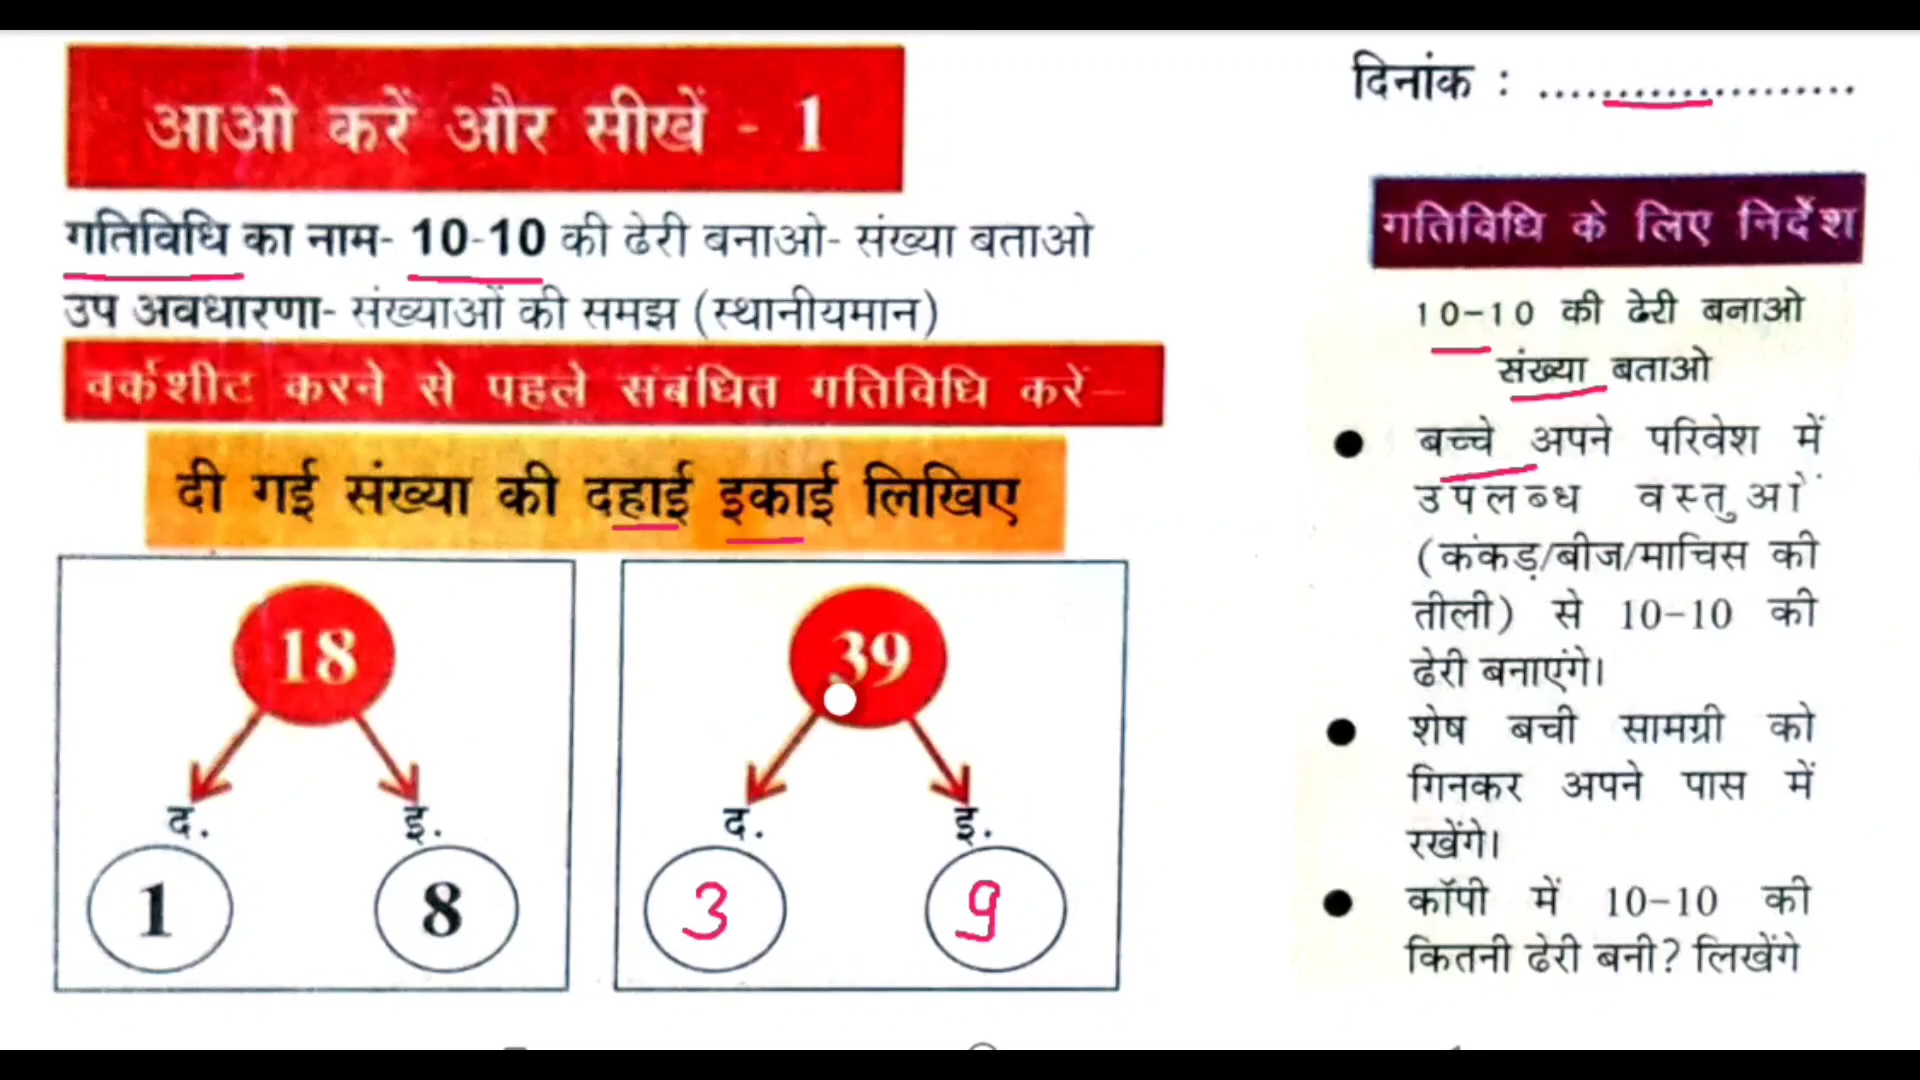 आओ करें और सीखें - 1
गतिविधि का नाम- 10-10 की ढेरी बनाओ- संख्या बताओ
उप अवधारणा- संख्याओं की समझ (स्थानीयमान)
वर्कशीट करने से पहले संबंधित गतिविधि करें-
दी गई संख्या की दहाई इकाई लिखिए
18
द. इ.
1 8
39
द. इ.
3 9
दिनांक : ....................
गतिविधि के लिए निर्देश
10-10 की ढेरी बनाओ
संख्या बताओ
● बच्चे अपने परिवेश में
उपलब्ध वस्तुओं
(कंकड़/बीज/माचिस की
तीली) से 10-10 की
ढेरी बनाएंगे।
● शेष बची सामग्री को
गिनकर अपने पास में
रखेंगे।
● कॉपी में 10-10 की
कितनी ढेरी बनी? लिखेंगे